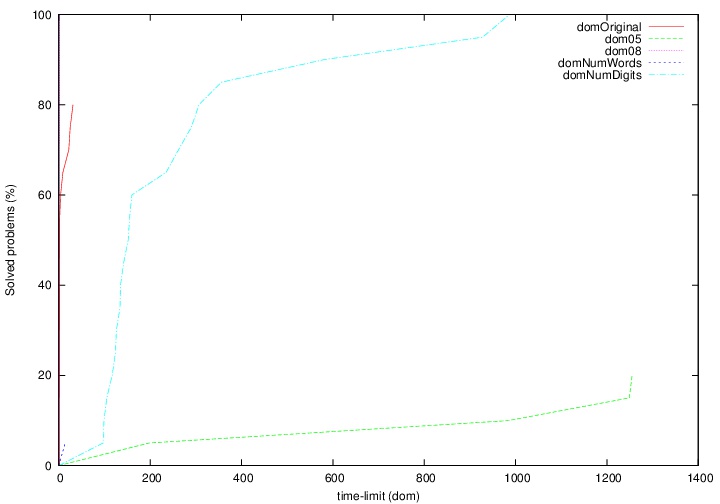 100
80
60
40
20
0
Solved problems (%)
domOriginal
dom05
dom08
domNumWords
domNumDigits
0 200 400 600 800 1000 1200 1400
time-limit (dom)